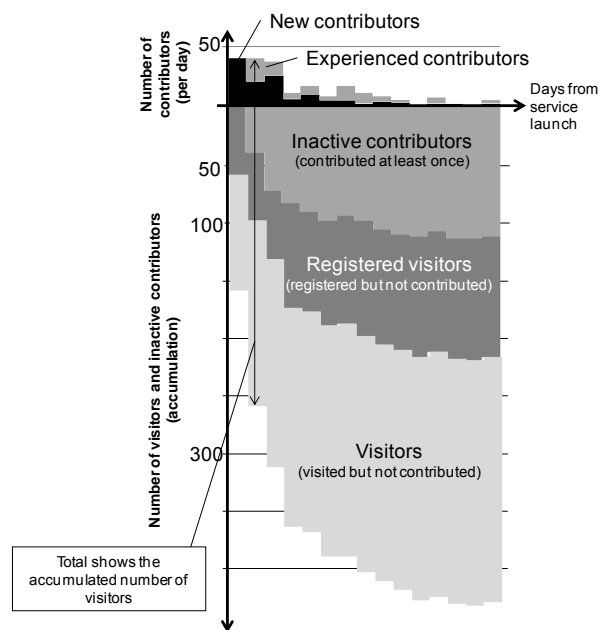 New contributors
50
Experienced contributors
Number of
contributors
(per day)
Days from
service
launch
Inactive contributors
(contributed at least once)
50
100
Registered visitors
(registered but not contributed)
Number of visitors and inactive contributors
(accumulation)
300
Visitors
(visited but not contributed)
Total shows the
accumulated number of
visitors